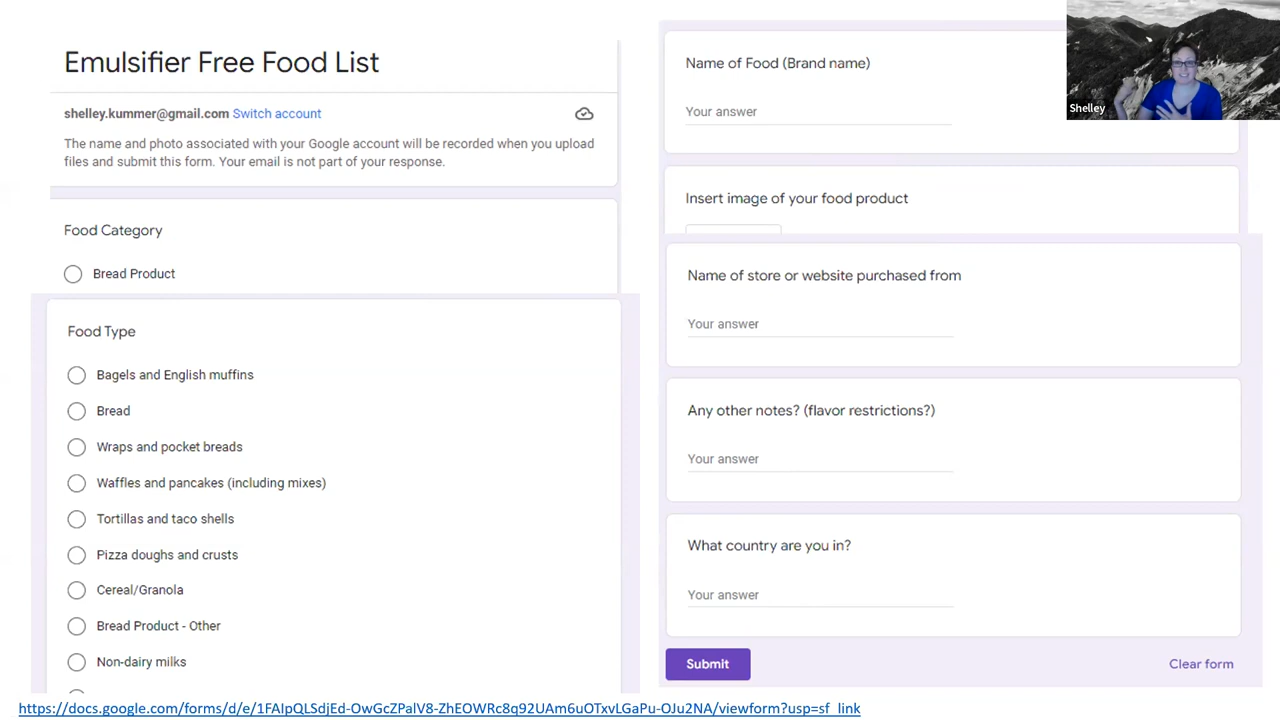 Emulsifier Free Food List
shelley.kummer@gmail.com Switch account
The name and photo associated with your Google account will be recorded when you upload
files and submit this form. Your email is not part of your response.
Food Category
Bread Product
Food Type
Bagels and English muffins
Bread
Wraps and pocket breads
Waffles and pancakes (including mixes)
Tortillas and taco shells
Pizza doughs and crusts
Cereal/Granola
Bread Product - Other
Non-dairy milks
Name of Food (Brand name)
Your answer
Insert image of your food product
Name of store or website purchased from
Your answer
Any other notes? (flavor restrictions?)
Your answer
What country are you in?
Your answer
Submit
Clear form
Shelley
https://docs.google.com/forms/d/e/1FAIpQLSdjEd-OwGcZPalV8-ZhEOWRc8q92UAm6uOTxvLGaPu-OJu2NA/viewform?usp=sf_link